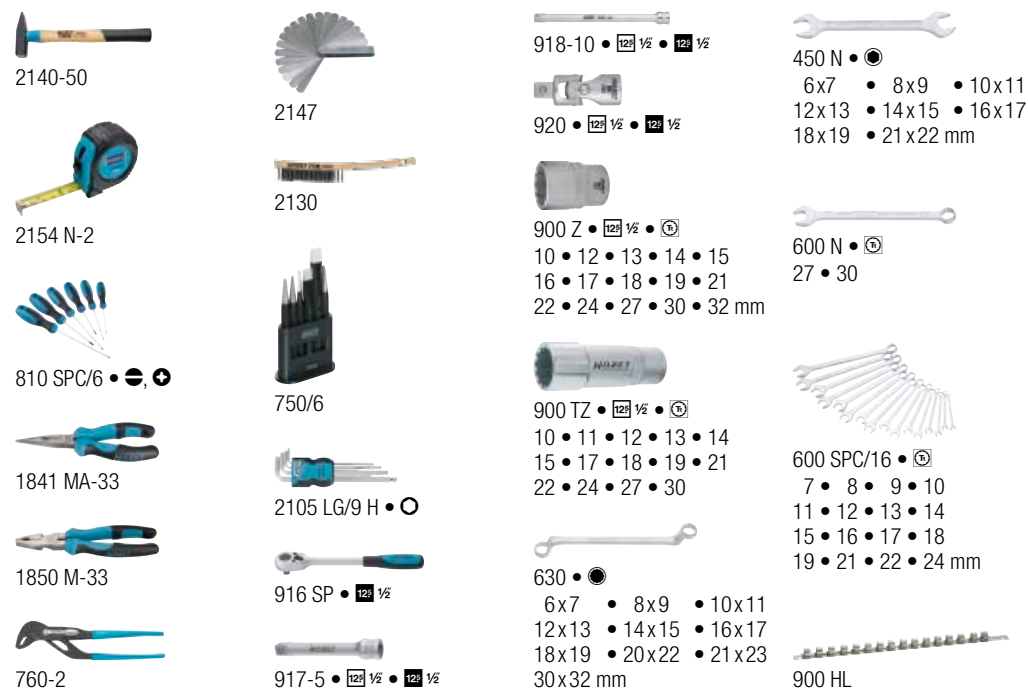 2140-50
2154 N-2
810 SPC/6 •
1841 MA-33
1850 M-33
760-2
2147
2130
750/6
2105 LG/9 H •
916 SP • 12,5 ½"
917-5 • 12,5 ½" • 12,5 ½"
918-10 • 12,5 ½" • 12,5 ½"
920 • 12,5 ½" • 12,5 ½"
900 Z • 12,5 ½" •
10 • 12 • 13 • 14 • 15
16 • 17 • 18 • 19 • 21
22 • 24 • 27 • 30 • 32 mm
HAZET
900 TZ • 12,5 ½" •
10 • 11 • 12 • 13 • 14
15 • 17 • 18 • 19 • 21
22 • 24 • 27 • 30
630 •
6x7 • 8x9 • 10x11
12x13 • 14x15 • 16x17
18x19 • 20x22 • 21x23
30x32 mm
450 N •
6x7 • 8x9 • 10x11
12x13 • 14x15 • 16x17
18x19 • 21x22 mm
600 N •
27 • 30
600 SPC/16 •
7 • 8 • 9 • 10
11 • 12 • 13 • 14
15 • 16 • 17 • 18
19 • 21 • 22 • 24 mm
900 HL